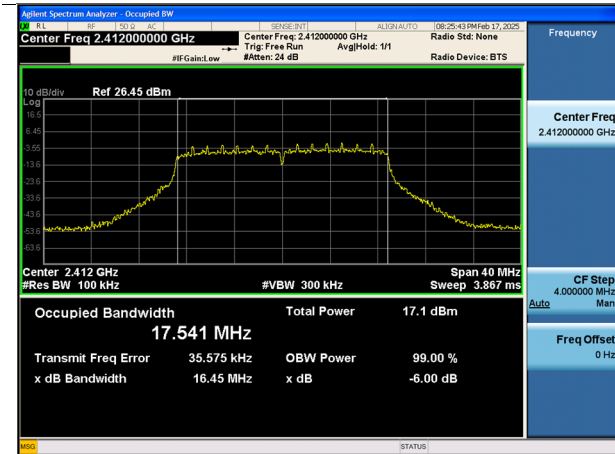 Agilent Spectrum Analyzer - Occupied BW
RL RF 50 Ω AC SENSE:INT ALIGN AUTO 08:25:43 PM Feb 17, 2025
Center Freq 2.412000000 GHz
Center Freq: 2.412000000 GHz
Radio Std: None
Trig: Free Run Avg|Hold: 1/1
#IFGain:Low #Atten: 24 dB
Radio Device: BTS
Frequency
10 dB/div Ref 26.45 dBm
Log
16.5
6.45
-3.55
-13.6
-23.6
-33.6
-43.6
-53.6
-63.6
Center 2.412 GHz Span 40 MHz
#Res BW 100 kHz #VBW 300 kHz Sweep 3.867 ms
Occupied Bandwidth Total Power 17.1 dBm
17.541 MHz
Transmit Freq Error 35.575 kHz OBW Power 99.00 %
x dB Bandwidth 16.45 MHz x dB -6.00 dB
Center Freq
2.412000000 GHz
CF Step
4.000000 MHz
Auto Man
Freq Offset
0 Hz
MSG STATUS